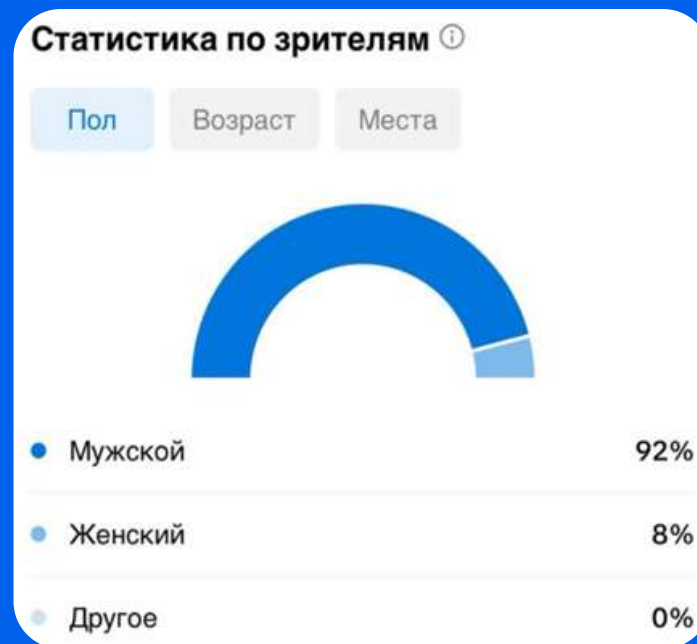 Статистика по зрителям
Пол Возраст Места
Мужской 92%
Женский 8%
Другое 0%